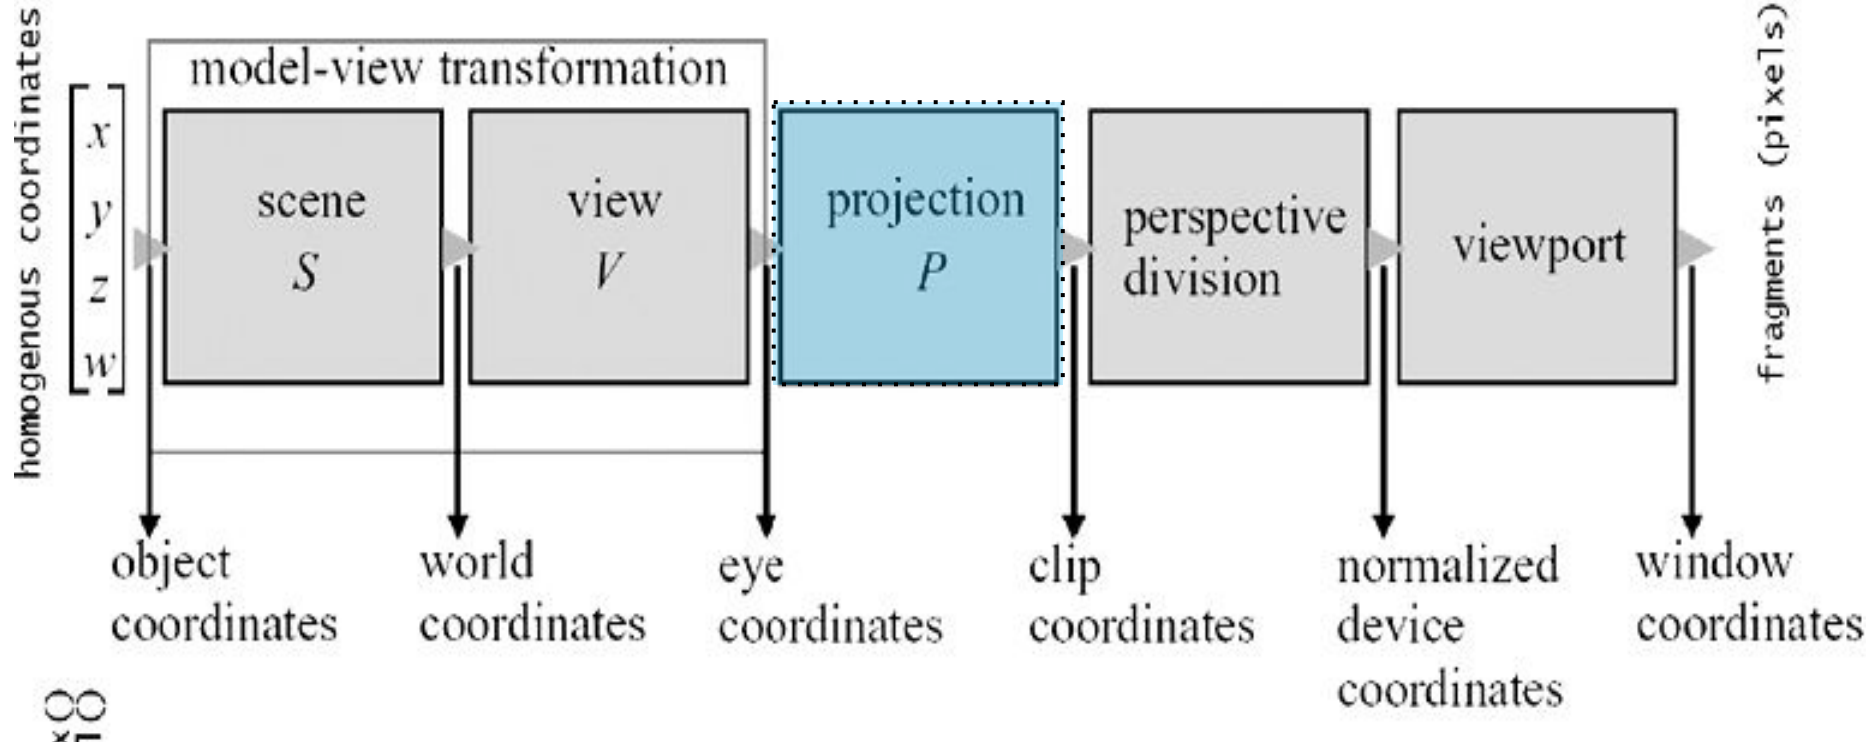 homogenous coordinates
model-view transformation
x
y
z
w
scene
S
view
V
projection
P
perspective
division
viewport
fragments (pixels)
object
coordinates
world
coordinates
eye
coordinates
clip
coordinates
normalized
device
coordinates
window
coordinates